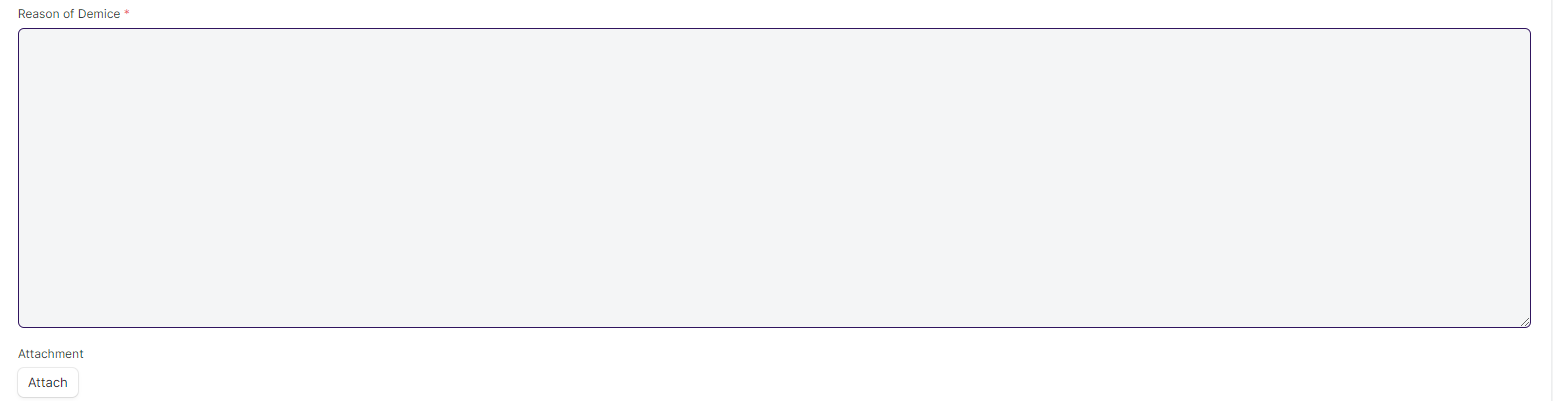 Reason of Demice *
Attachment
Attach